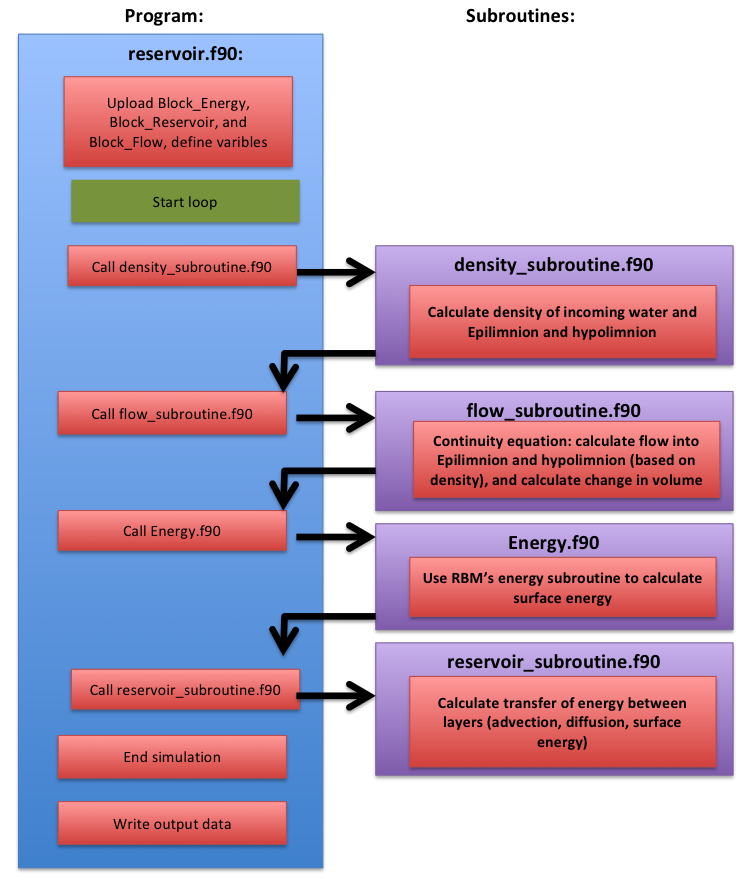 Program:
Subroutines:
reservoir.f90:
Upload Block_Energy,
Block_Reservoir, and
Block_Flow, define varibles
Start loop
Call density_subroutine.f90
density_subroutine.f90
Calculate density of incoming water and
Epilimnion and hypolimnion
Call flow_subroutine.f90
flow_subroutine.f90
Continuity equation: calculate flow into
Epilimnion and hypolimnion (based on
density), and calculate change in volume
Call Energy.f90
Energy.f90
Use RBM’s energy subroutine to calculate
surface energy
Call reservoir_subroutine.f90
reservoir_subroutine.f90
Calculate transfer of energy between
layers (advection, diffusion, surface
energy)
End simulation
Write output data